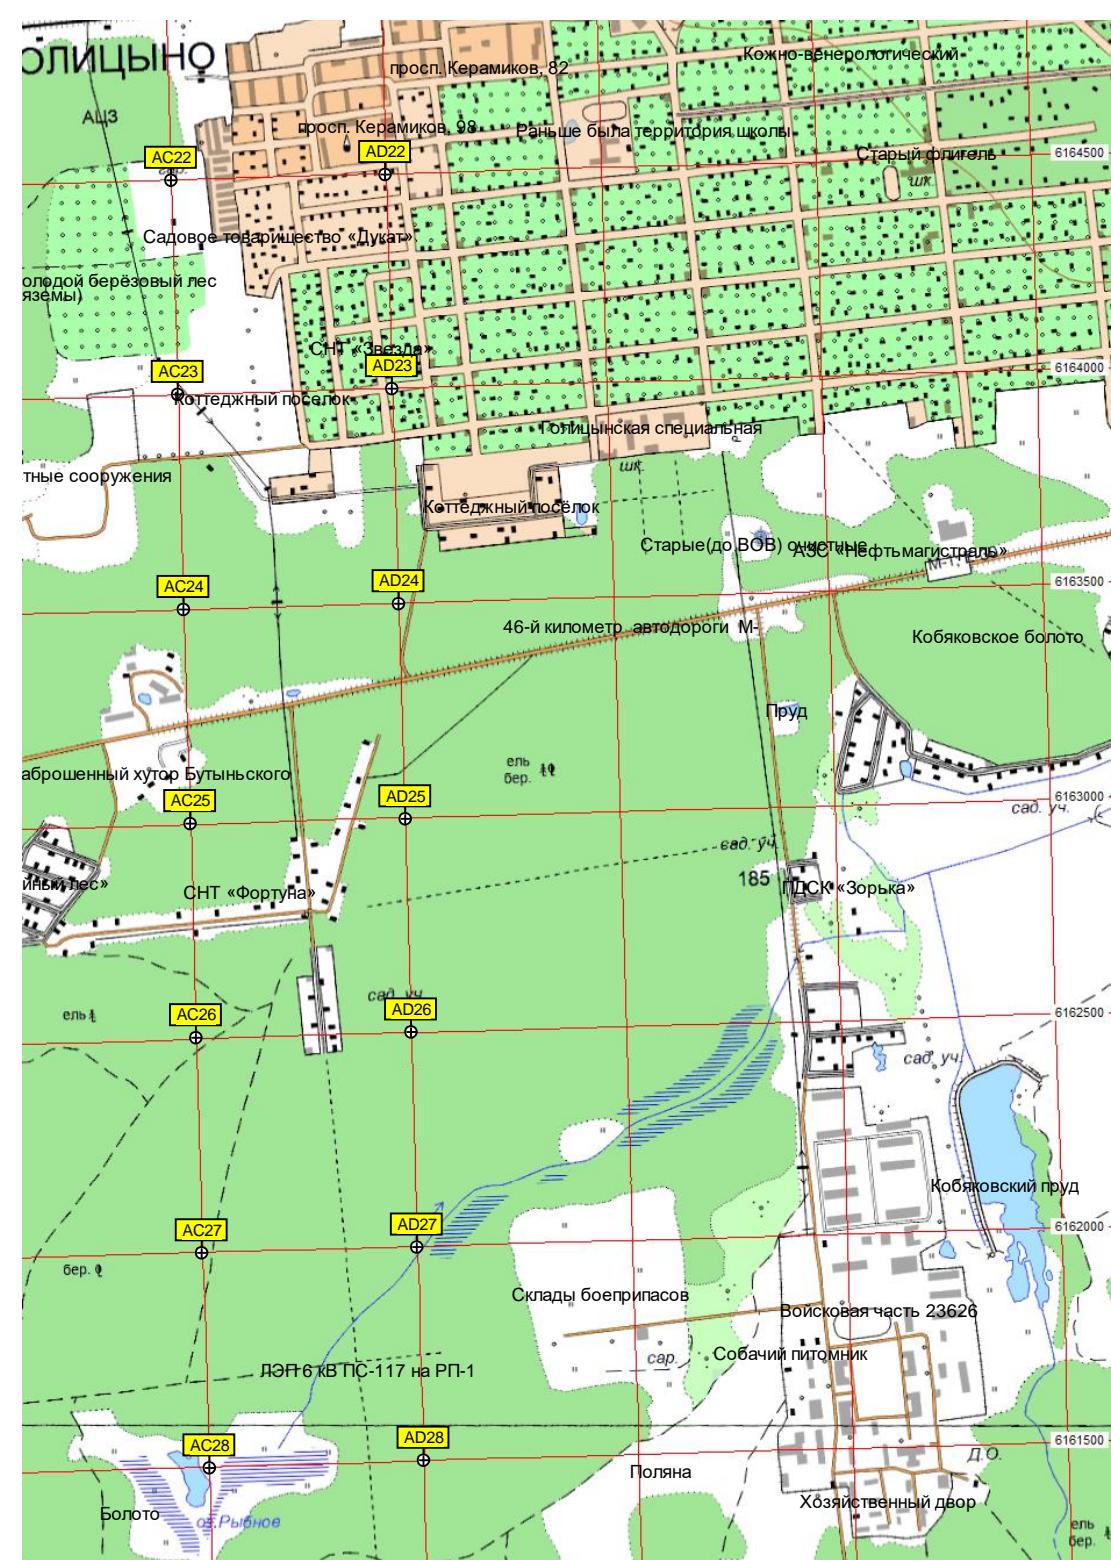 ОЛИЦЫНО
Кожно-венерологический
просп. Керамиков, 82
АЦЗ
просп. Керамиков, 98
Раньше была территория школы
AC22
AD22
Старый флигель
6164500
шк.
Садовое товарищество «Дукат»
олодой берёзовый лес
яземы)
СНТ «Звезда»
AC23
AD23
6164000
Коттеджный поселок
Голицынская специальная
шк.
тные сооружения
Коттеджный посёлок
Старые(до ВОВ) очистные
АЗС «Нефтьмагистраль»
М-1,
AC24
AD24
6163500
46-й километр автодороги М-
Кобяковское болото
Пруд
ель
бер.
аброшенный хутор Бутыньского
AC25
AD25
6163000
сад. уч.
сад. уч.
185
ПДСК «Зорька»
йный лес»
СНТ «Фортуна»
сад. уч.
ель
AC26
AD26
6162500
сад. уч.
Кобяковский пруд
AC27
AD27
6162000
бер.
Склады боеприпасов
Войсковая часть 23626
Собачий питомник
сар.
ЛЭП 6 кВ ПС-117 на РП-1
AC28
AD28
6161500
Д.О.
Поляна
Хозяйственный двор
Болото
оз.Рыбное
ель
бер.